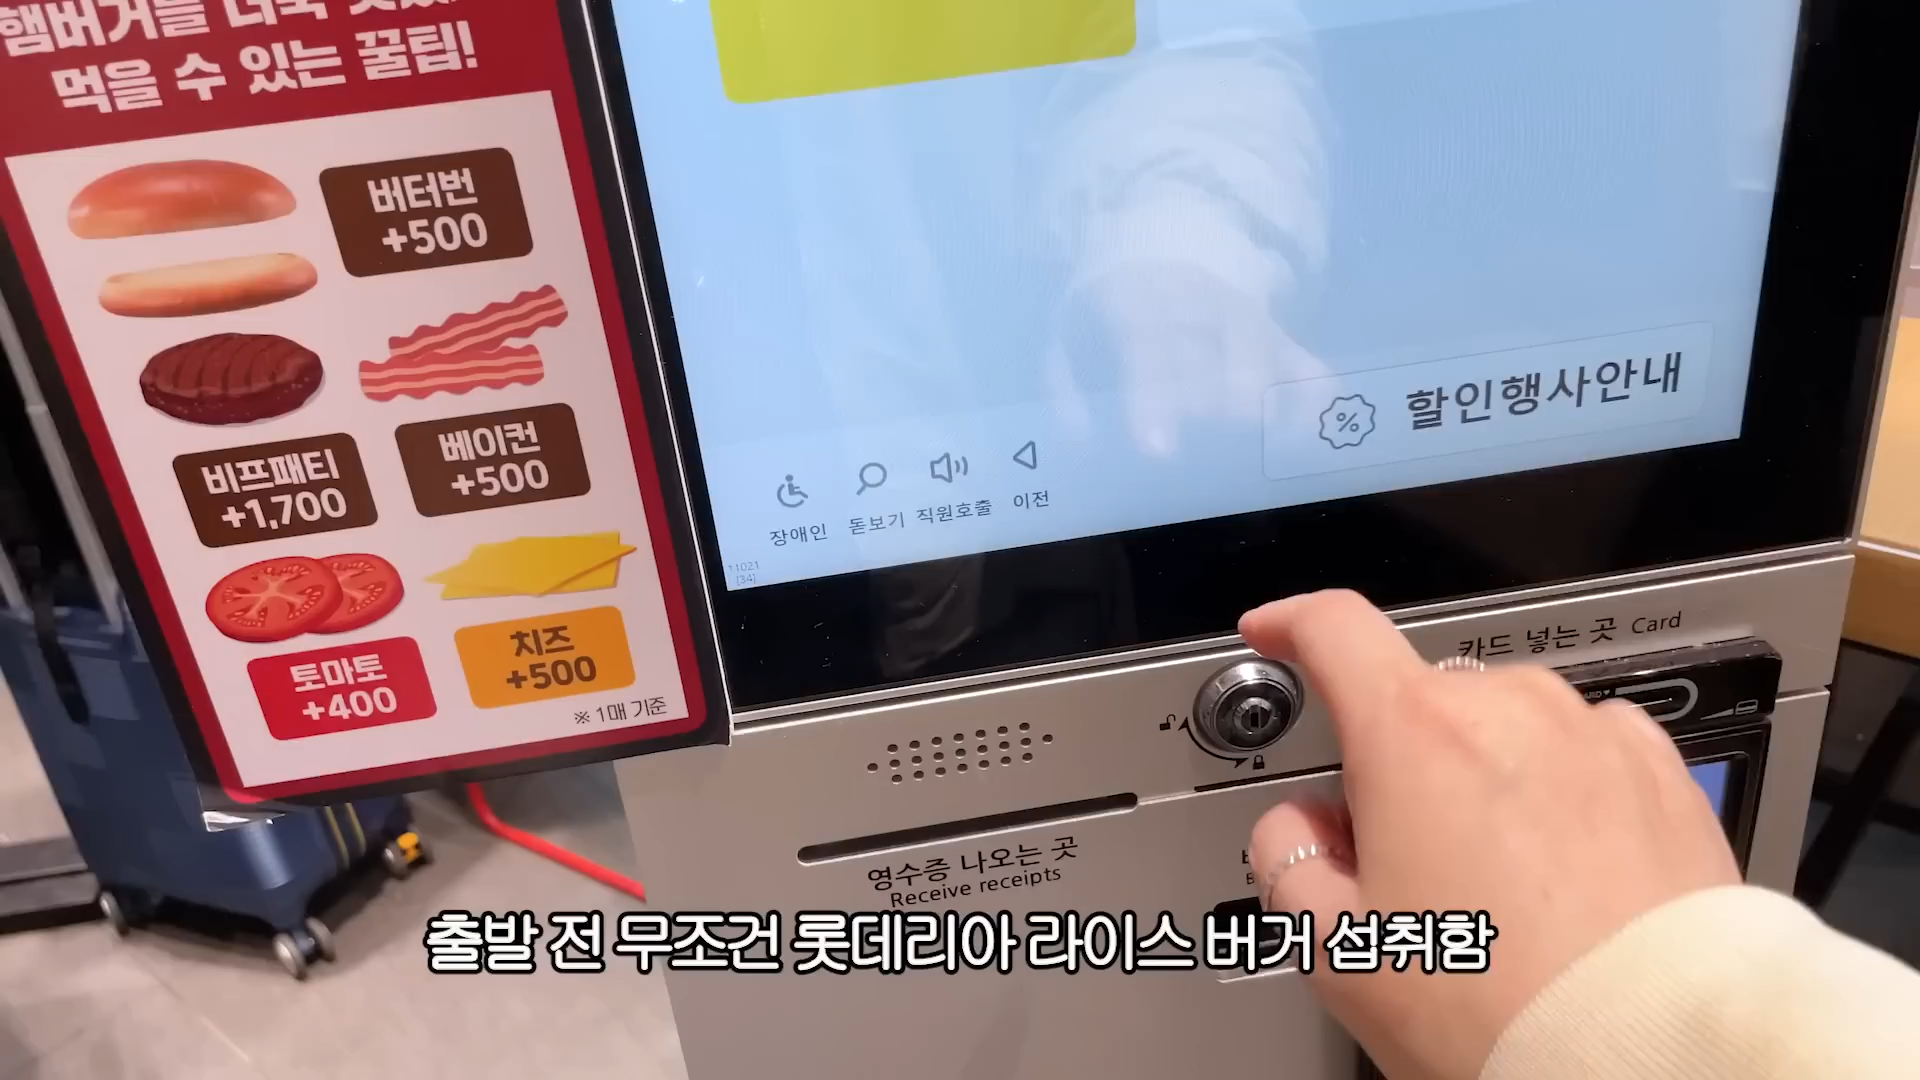 햄버거를 더욱
먹을 수 있는 꿀팁!
버터번
+500
비프패티
+1,700
베이컨
+500
토마토
+400
치즈
+500
※ 1매 기준
할인행사안내
장애인
돋보기
직원호출
이전
11021
[34]
카드 넣는 곳 Card
영수증 나오는 곳
Receive receipts
출발 전 무조건 롯데리아 라이스 버거 섭취함